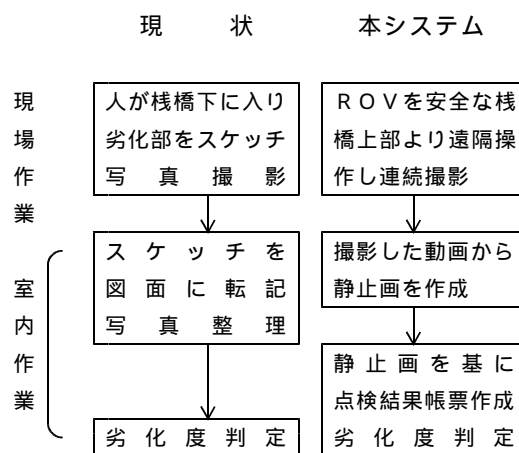 現状
本システム
現場作業
人が桟橋下に入り
劣化部をスケッチ
写真撮影
ＲＯＶを安全な桟
橋上部より遠隔操
作し連続撮影
室内作業
スケッチを
図面に転記
写真整理
撮影した動画から
静止画を作成
劣化度判定
静止画を基に
点検結果帳票作成
劣化度判定